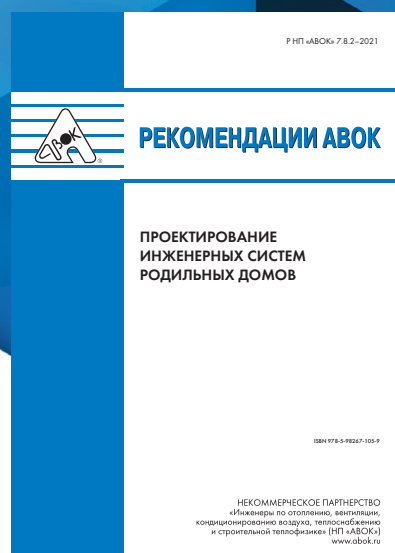 Р НП «АВОК» 7.8.2–2021
АВОК
®
РЕКОМЕНДАЦИИ АВОК
ПРОЕКТИРОВАНИЕ
ИНЖЕНЕРНЫХ СИСТЕМ
РОДИЛЬНЫХ ДОМОВ
ISBN 978-5-98267-105-9
НЕКОММЕРЧЕСКОЕ ПАРТНЕРСТВО
«Инженеры по отоплению, вентиляции,
кондиционированию воздуха, теплоснабжению
и строительной теплофизике» (НП «АВОК»)
www.abok.ru